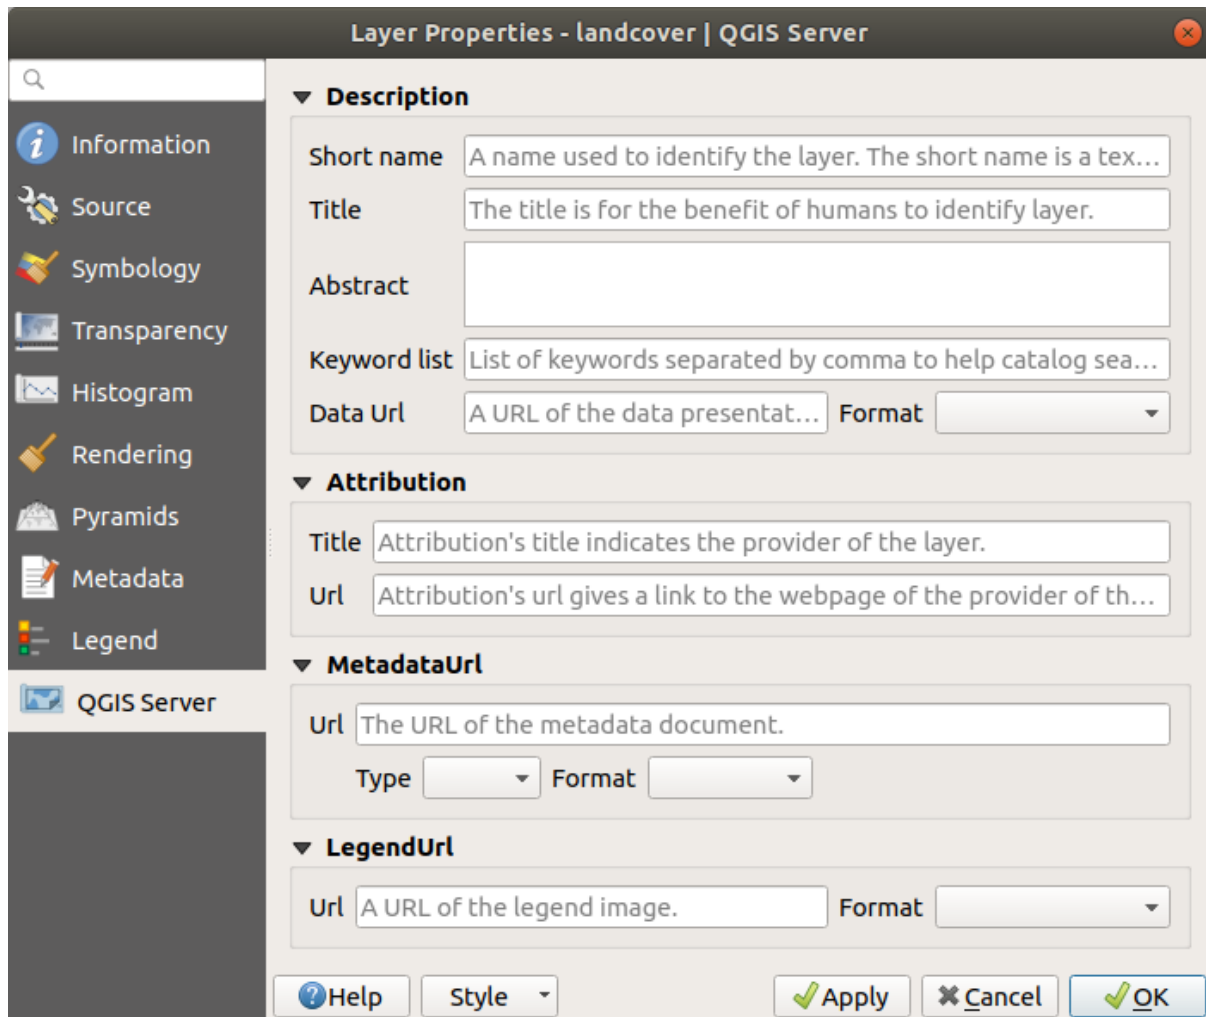 Layer Properties - landcover | QGIS Server
Information
Source
Symbology
Transparency
Histogram
Rendering
Pyramids
Metadata
Legend
QGIS Server
Description
Short name A name used to identify the layer. The short name is a tex...
Title The title is for the benefit of humans to identify layer.
Abstract
Keyword list List of keywords separated by comma to help catalog sea...
Data Url A URL of the data presentat... Format
Attribution
Title Attribution's title indicates the provider of the layer.
Url Attribution's url gives a link to the webpage of the provider of th...
MetadataUrl
Url The URL of the metadata document.
Type Format
LegendUrl
Url A URL of the legend image. Format
Help Style Apply Cancel OK